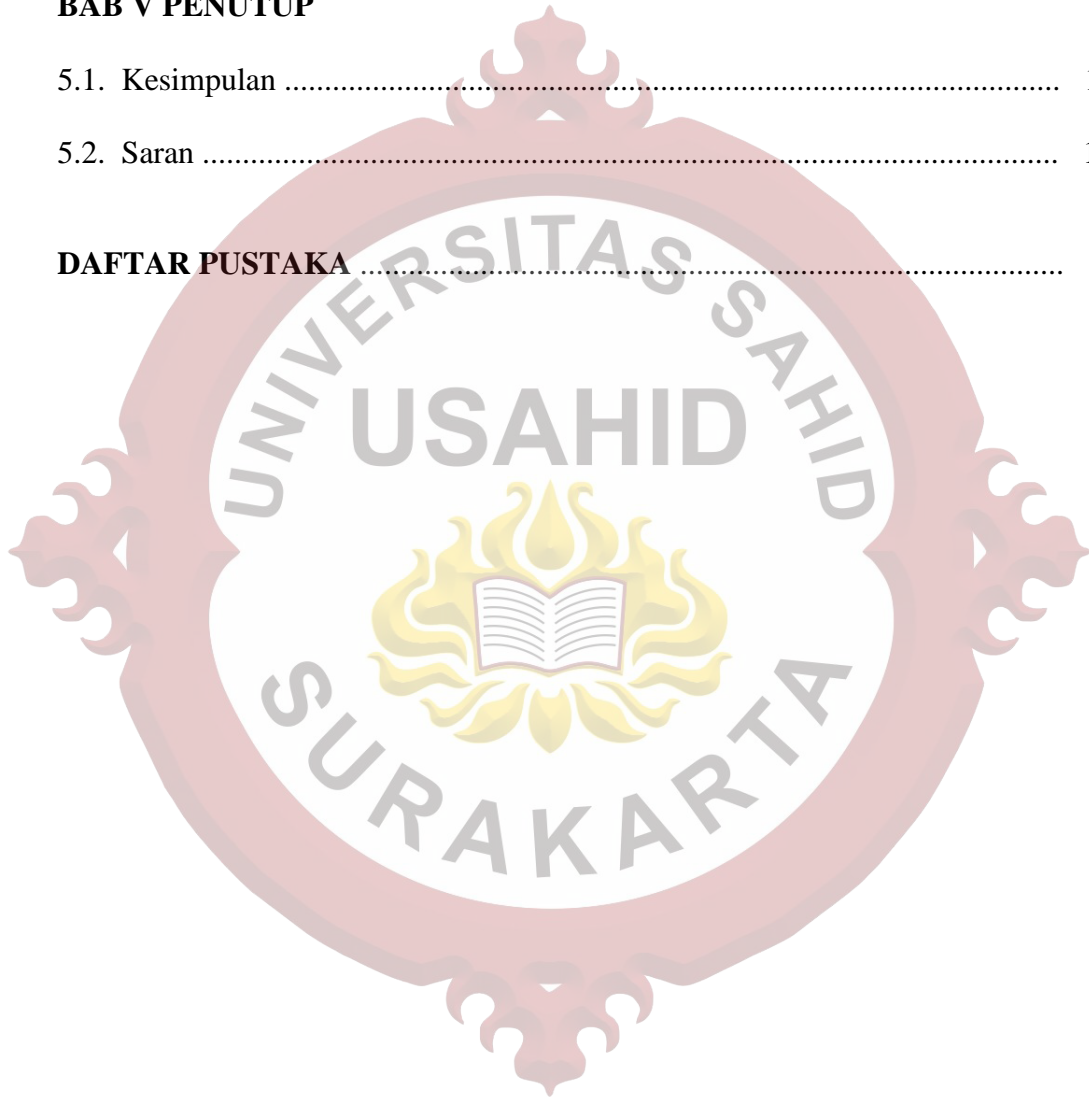 BAB V PENUTUP
5.1. Kesimpulan ................................................................................................
5.2. Saran ..........................................................................................................
DAFTAR PUSTAKA ........................................................................................
UNIVERSITAS SAHID
USAHID
SURAKARTA